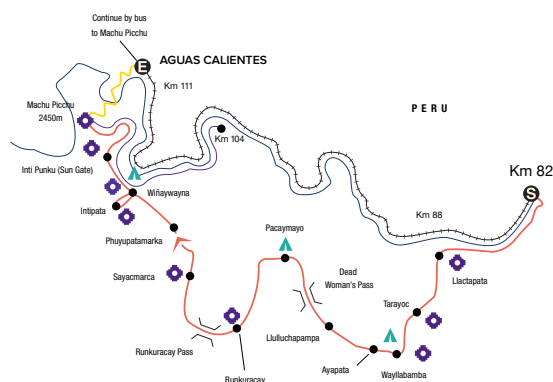 Continue by bus
to Machu Picchu
E
AGUAS CALIENTES
Km 111
Machu Picchu
2450m
PERU
Km 104
Inti Punku (Sun Gate)
Km 82
S
Wiñaywayna
Intipata
Km 88
Phuyupatamarka
Pacaymayo
Llactapata
Sayacmarca
Dead
Woman's Pass
Tarayoc
Llulluchapampa
Runkuracay Pass
Ayapata
Wayllabamba
Runkuracay